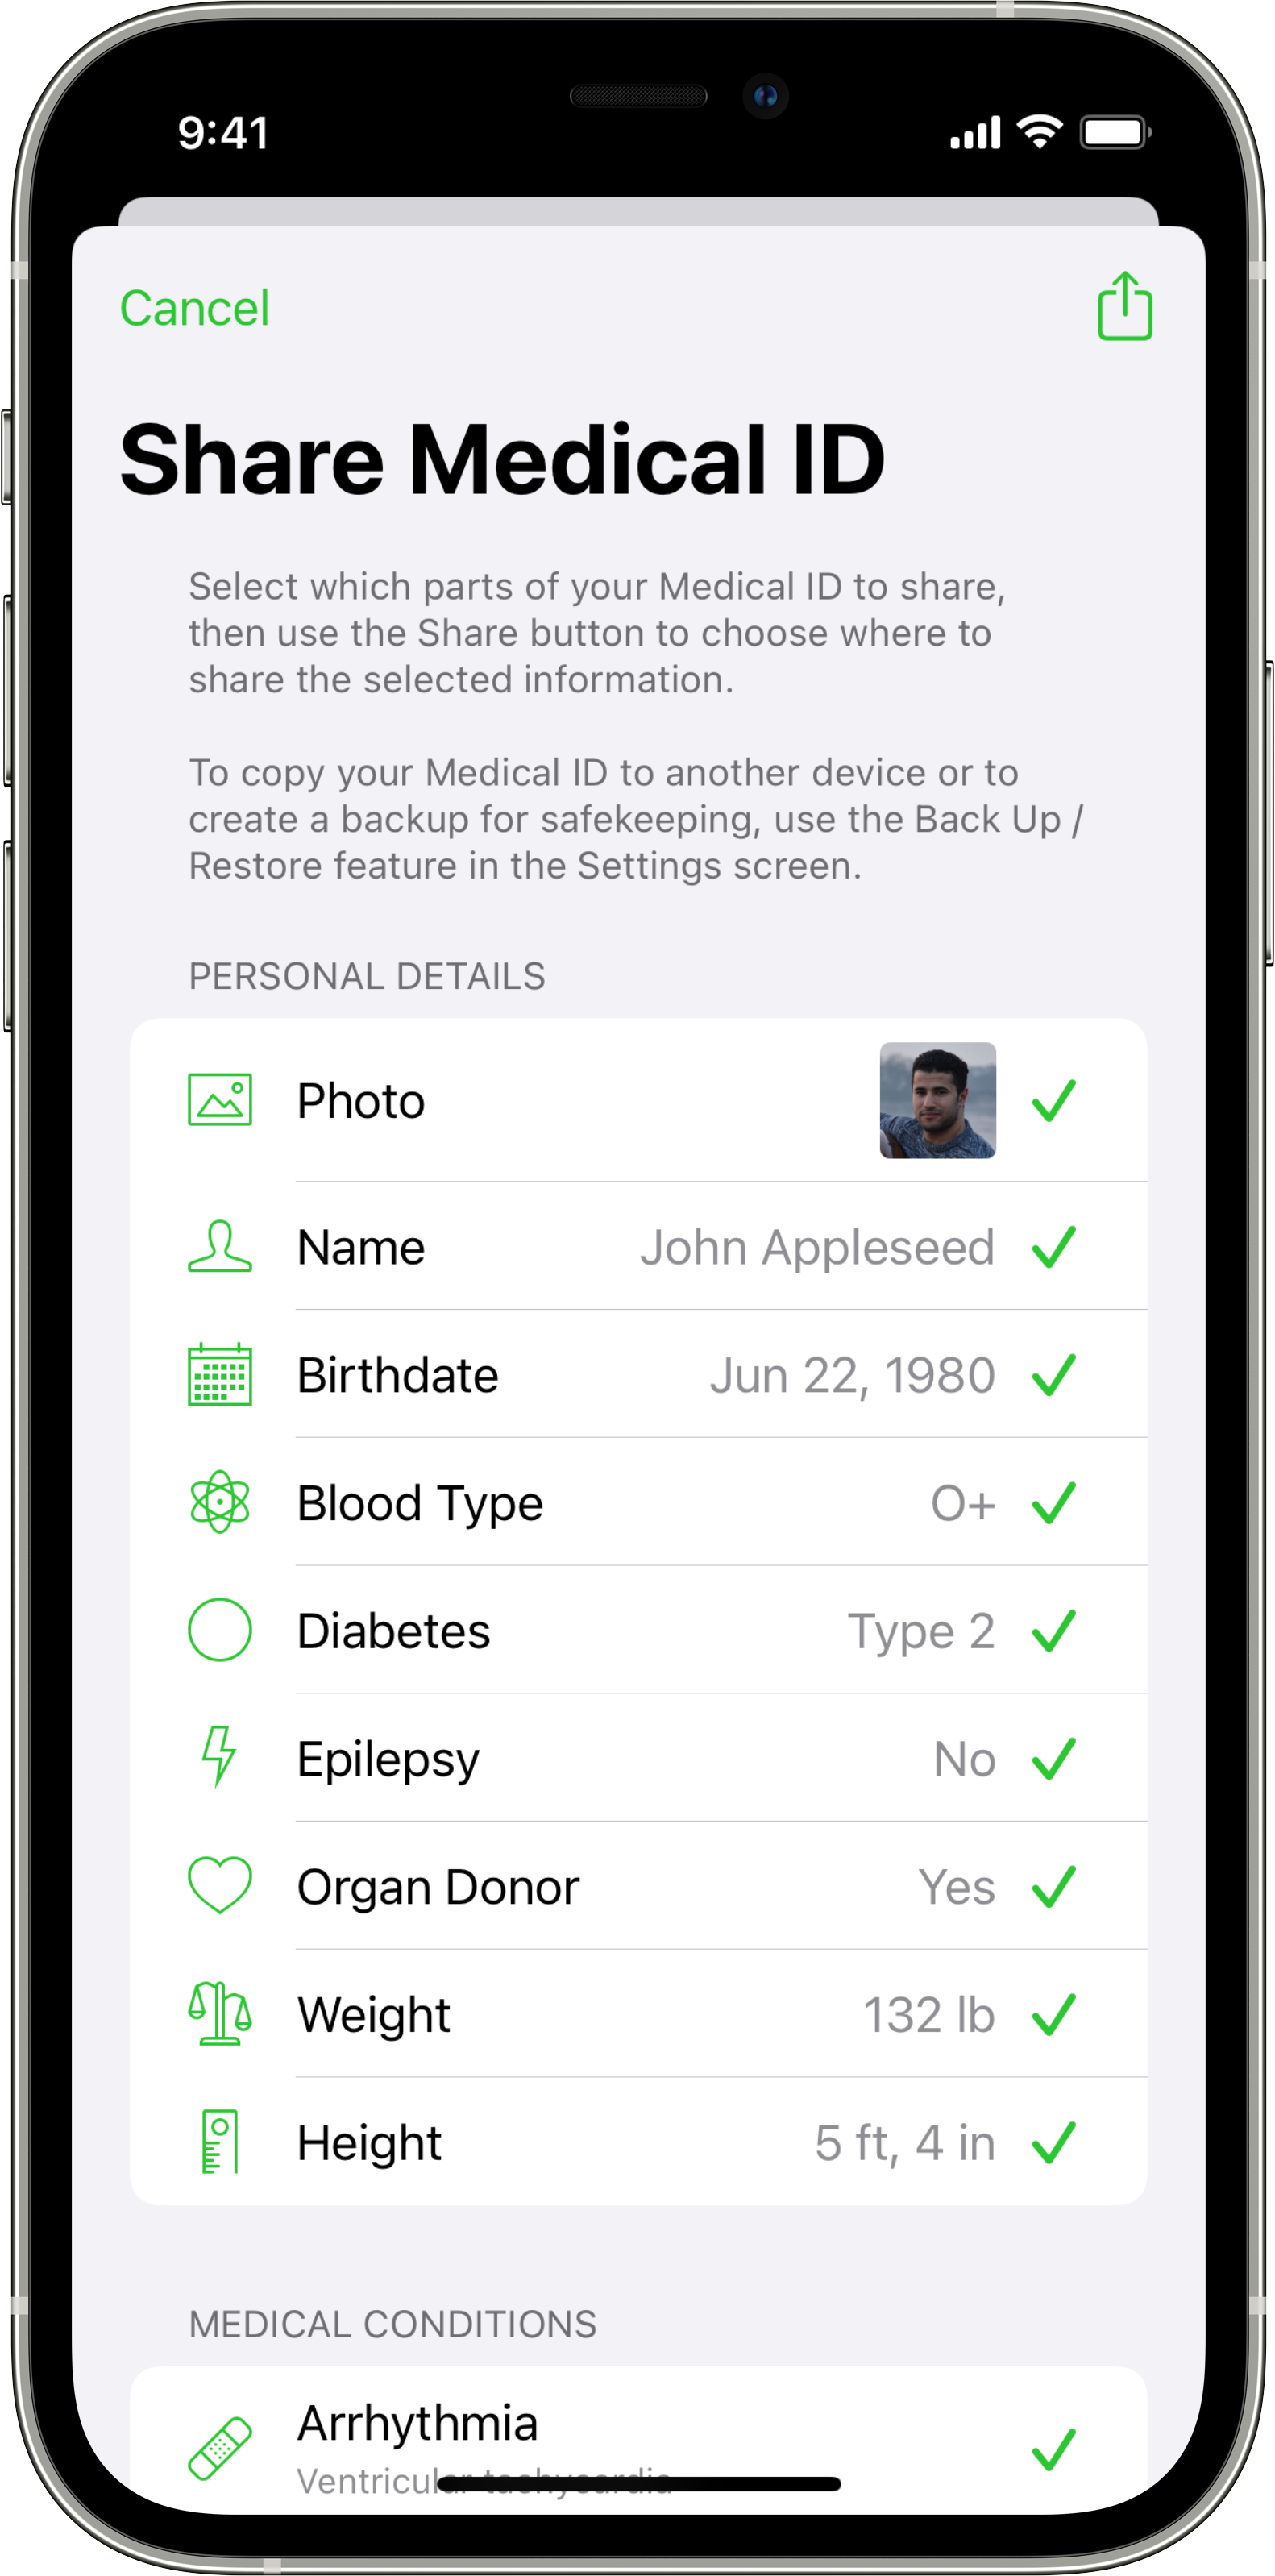 9:41
Cancel
Share Medical ID
Select which parts of your Medical ID to share,
then use the Share button to choose where to
share the selected information.
To copy your Medical ID to another device or to
create a backup for safekeeping, use the Back Up /
Restore feature in the Settings screen.
PERSONAL DETAILS
Photo
Name John Appleseed
Birthdate Jun 22, 1980
Blood Type O+
Diabetes Type 2
Epilepsy No
Organ Donor Yes
Weight 132 lb
Height 5 ft, 4 in
MEDICAL CONDITIONS
Arrhythmia
Ventricular tachycardia